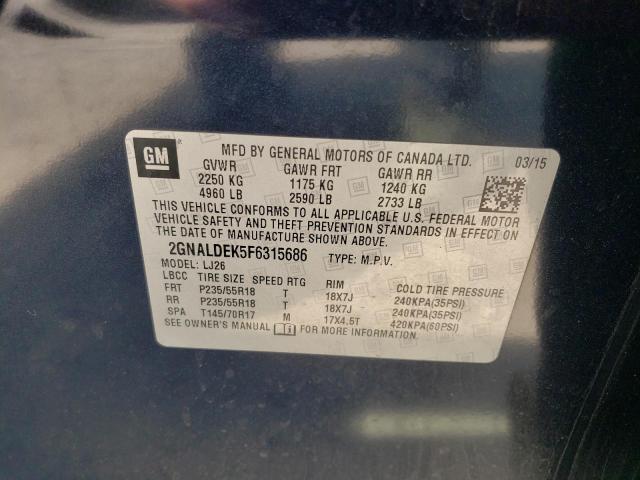 GM
MFD BY GENERAL MOTORS OF CANADA LTD. 03/15
GVWR GAWR FRT GAWR RR
2250 KG 1175 KG 1240 KG
4960 LB 2590 LB 2733 LB
THIS VEHICLE CONFORMS TO ALL APPLICABLE U.S. FEDERAL MOTOR
VEHICLE SAFETY AND THEFT PREVENTION STANDARDS IN EFFECT ON
THE DATE OF MANUFACTURE SHOWN ABOVE.
2GNALDEK5F6315686 TYPE: M.P.V.
MODEL: LJ26
LBCC TIRE SIZE SPEED RTG RIM COLD TIRE PRESSURE
FRT P235/55R18 T 18X7J 240KPA(35PSI)
RR P235/55R18 T 18X7J 240KPA(35PSI)
SPA T145/70R17 M 17X4.5T 420KPA(60PSI)
SEE OWNER'S MANUAL FOR MORE INFORMATION.